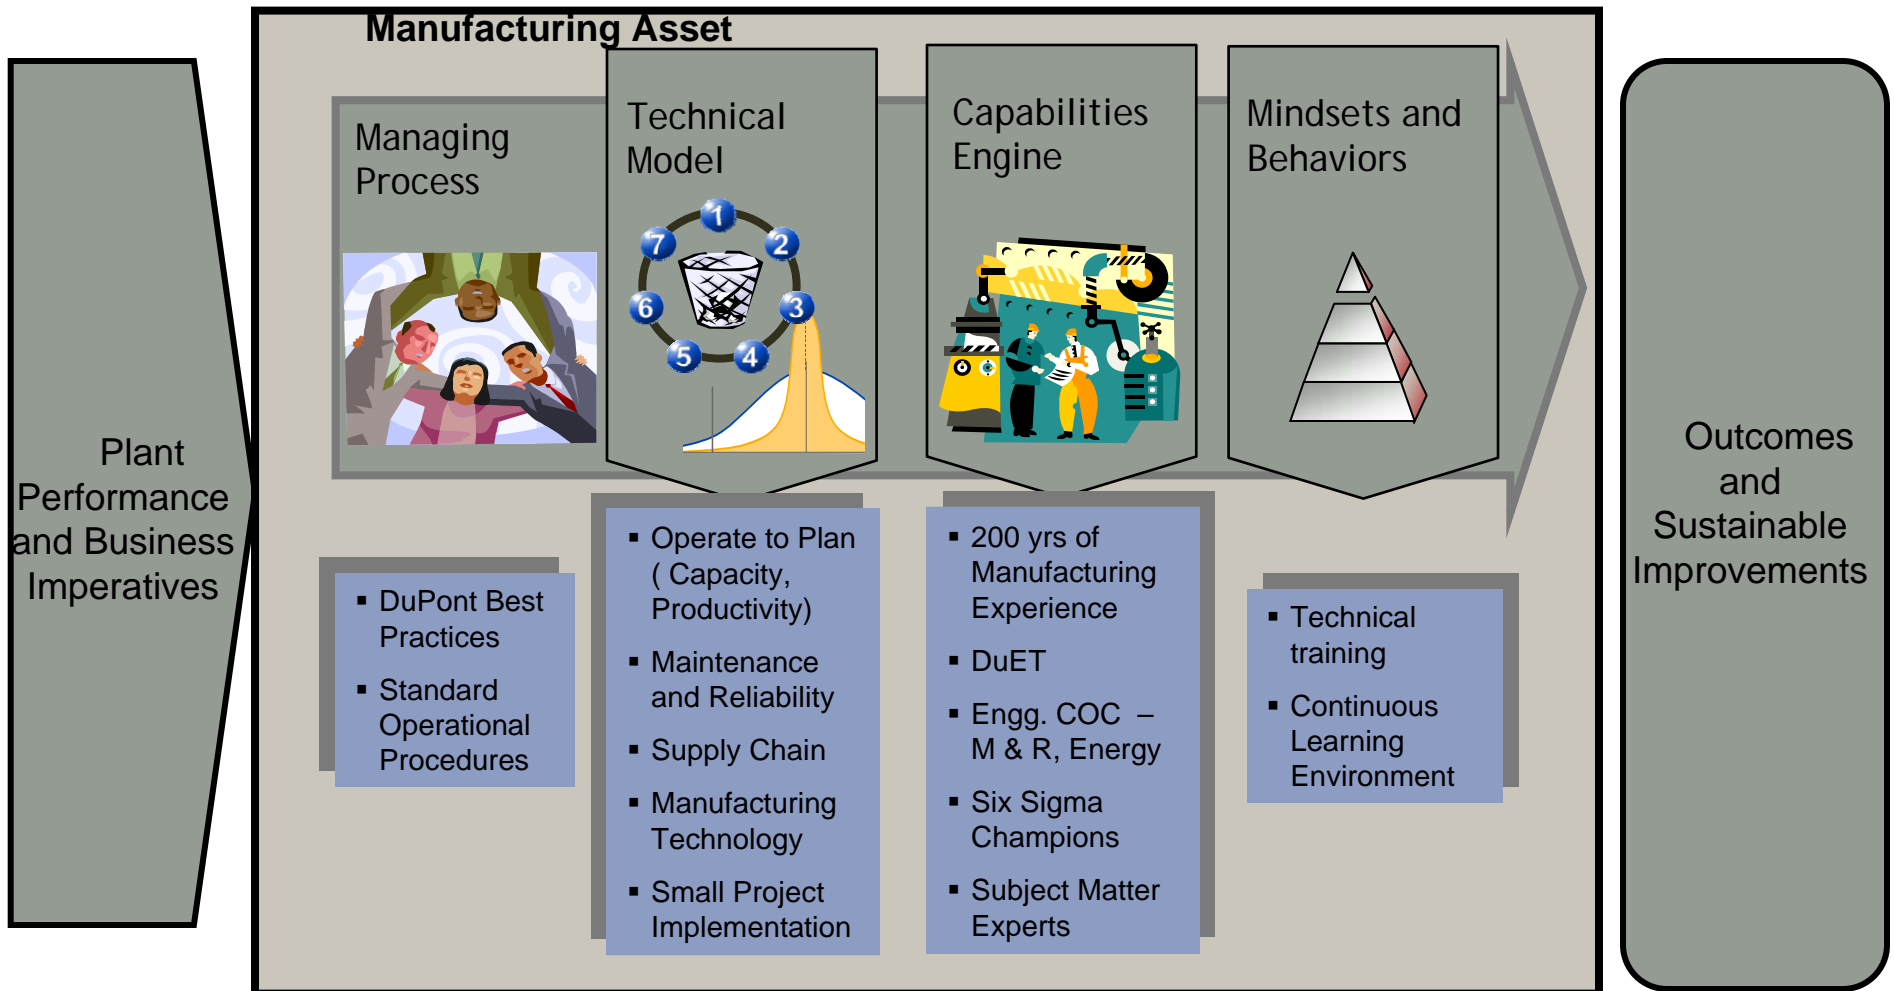 Manufacturing Asset
Plant
Performance
and Business
Imperatives
Managing
Process
Technical
Model
1
2
3
4
5
6
7
Capabilities
Engine
Mindsets and
Behaviors
▪ DuPont Best
Practices
▪ Standard
Operational
Procedures
▪ Operate to Plan
( Capacity,
Productivity)
▪ Maintenance
and Reliability
▪ Supply Chain
▪ Manufacturing
Technology
▪ Small Project
Implementation
▪ 200 yrs of
Manufacturing
Experience
▪ DuET
▪ Engg. COC –
M & R, Energy
▪ Six Sigma
Champions
▪ Subject Matter
Experts
▪ Technical
training
▪ Continuous
Learning
Environment
Outcomes
and
Sustainable
Improvements